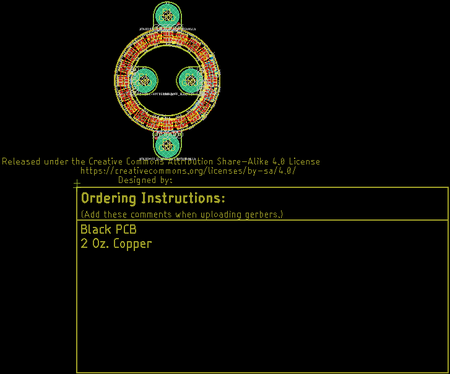 Released under the Creative Commons Attribution Share-Alike 4.0 License
https://creativecommons.org/licenses/by-sa/4.0/
Designed by:
Ordering Instructions:
(Add these comments when uploading gerbers.)
Black PCB
2 Oz. Copper